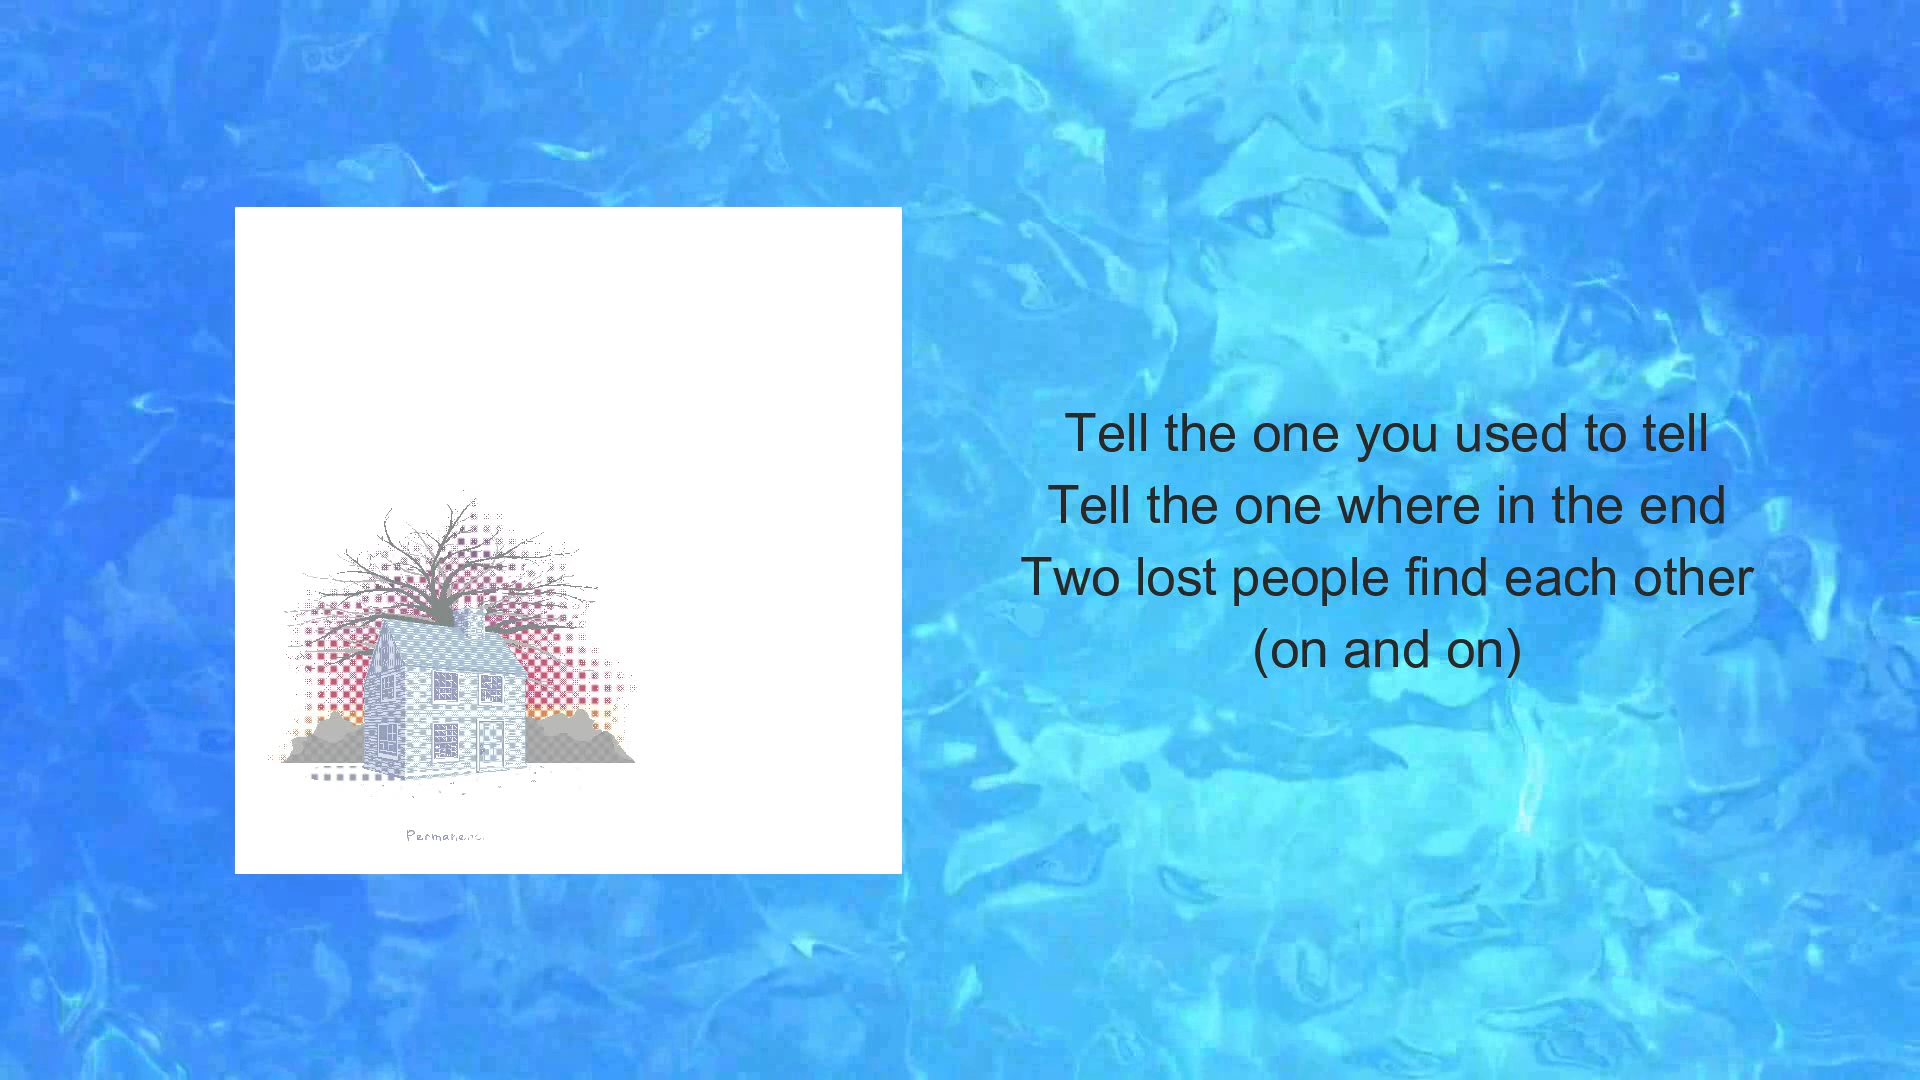 Tell the one you used to tell
Tell the one where in the end
Two lost people find each other
(on and on)